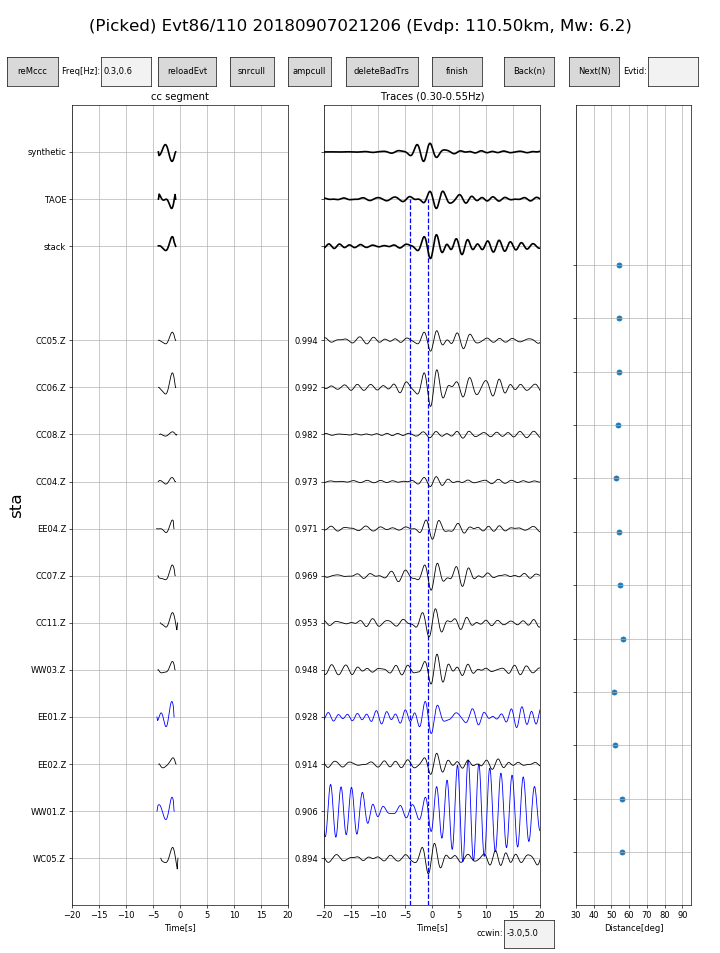 (Picked) Evt86/110 20180907021206 (Evdp: 110.50km, Mw: 6.2)
reMccc Freq[Hz]: 0.3,0.6 reloadEvt snrcull ampcull deleteBadTrs finish Back(n) Next(N) Evtid:
cc segment Traces (0.30-0.55Hz)
synthetic
TAOE
stack
CC05.Z 0.994
CC06.Z 0.992
CC08.Z 0.982
CC04.Z 0.973
sta
EE04.Z 0.971
CC07.Z 0.969
CC11.Z 0.953
WW03.Z 0.948
EE01.Z 0.928
EE02.Z 0.914
WW01.Z 0.906
WC05.Z 0.894
−20 −15 −10 −5 0 5 10 15 20 −20 −15 −10 −5 0 5 10 15 20 30 40 50 60 70 80 90
Time[s] Time[s] Distance[deg]
ccwin: -3.0,5.0